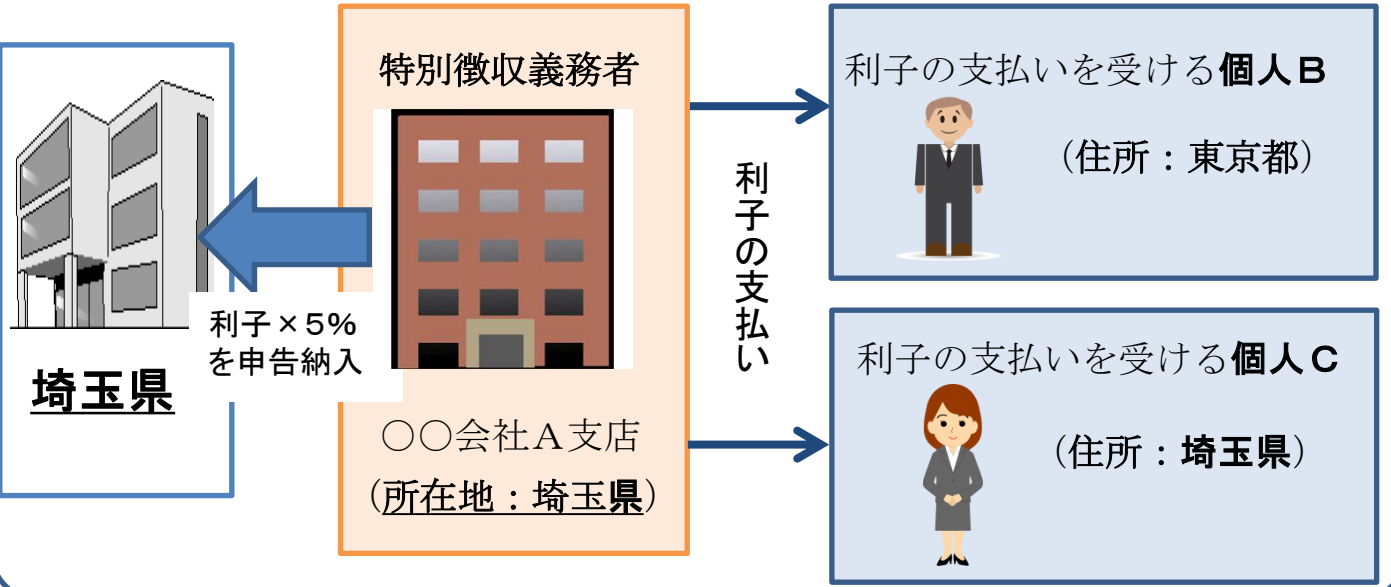 特別徴収義務者
利子×5%
を申告納入
埼玉県
○○会社A支店
（所在地：埼玉県）
利子の支払い
利子の支払いを受ける個人B
（住所：東京都）
利子の支払いを受ける個人C
（住所：埼玉県）